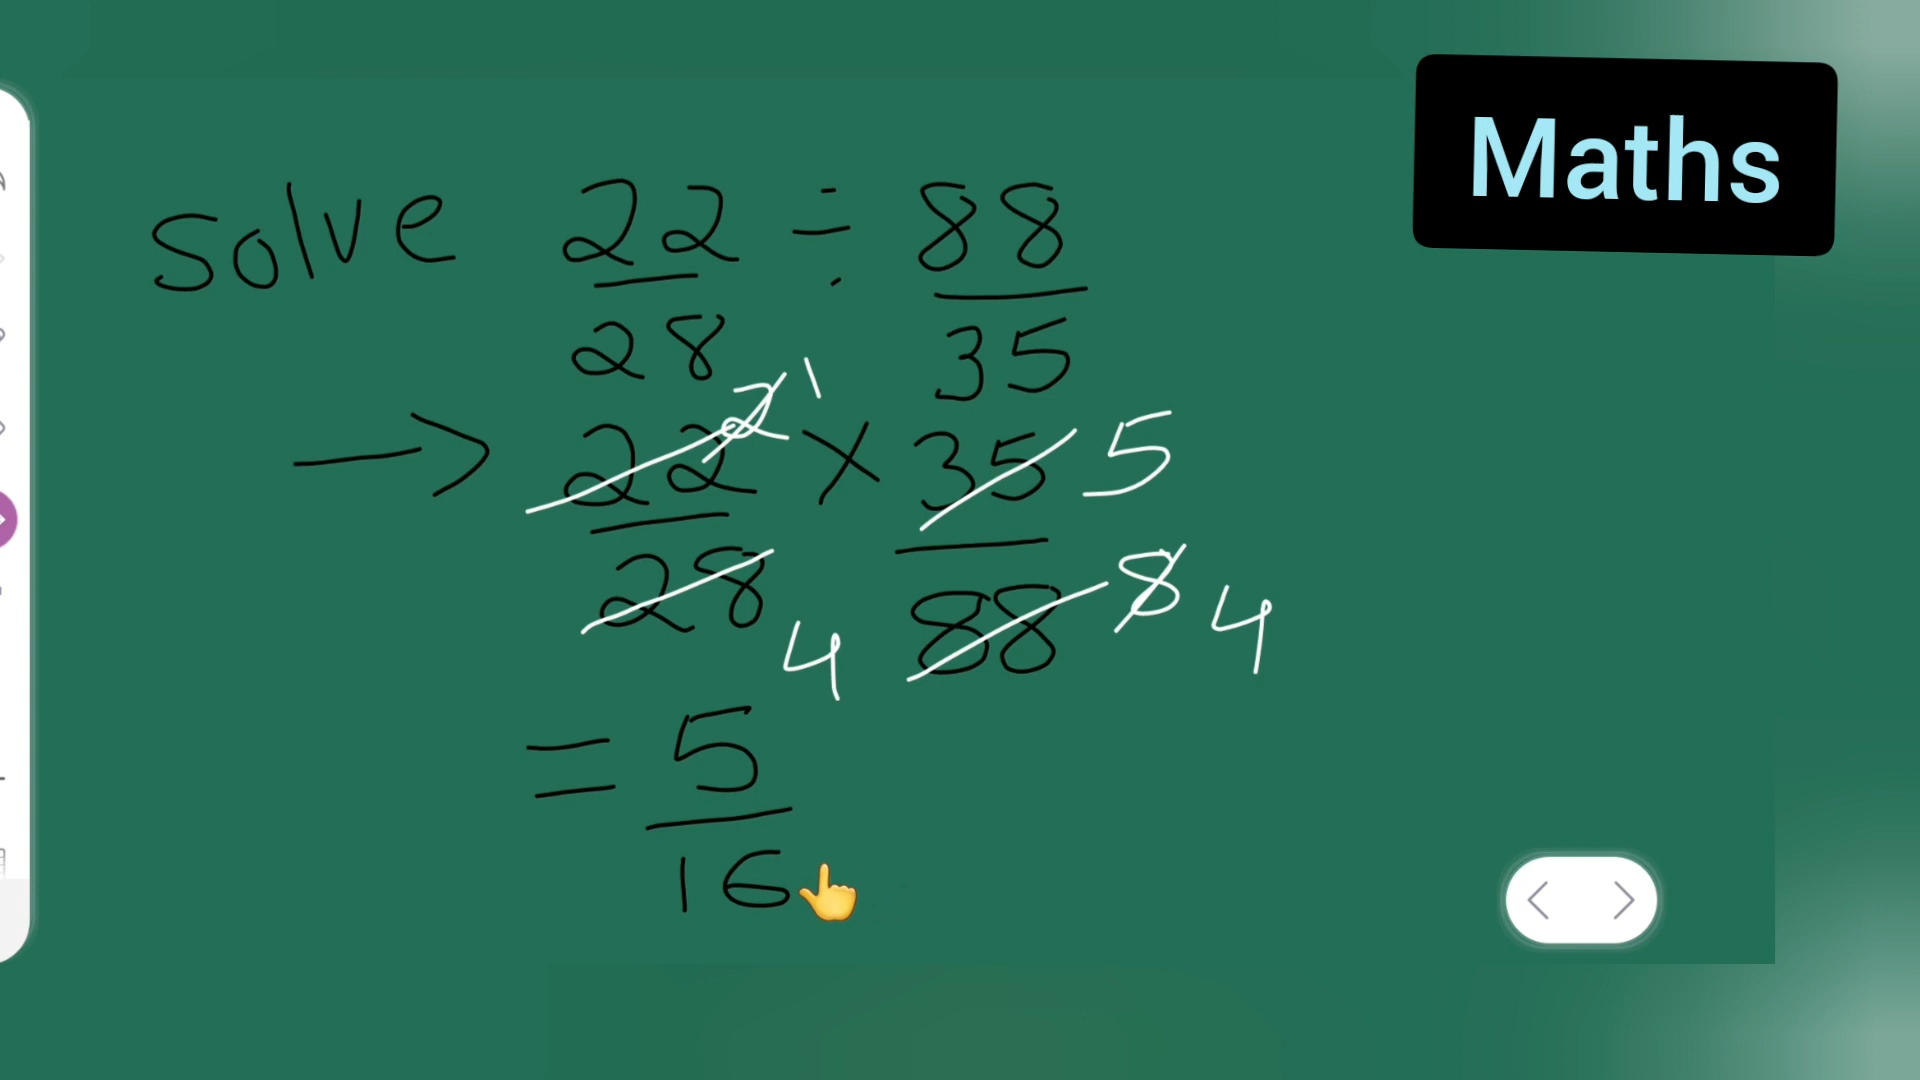 Maths
solve 22/28 ÷ 88/35
→ 22/28 × 35/88
2 1 5
4 8 4
= 5/16